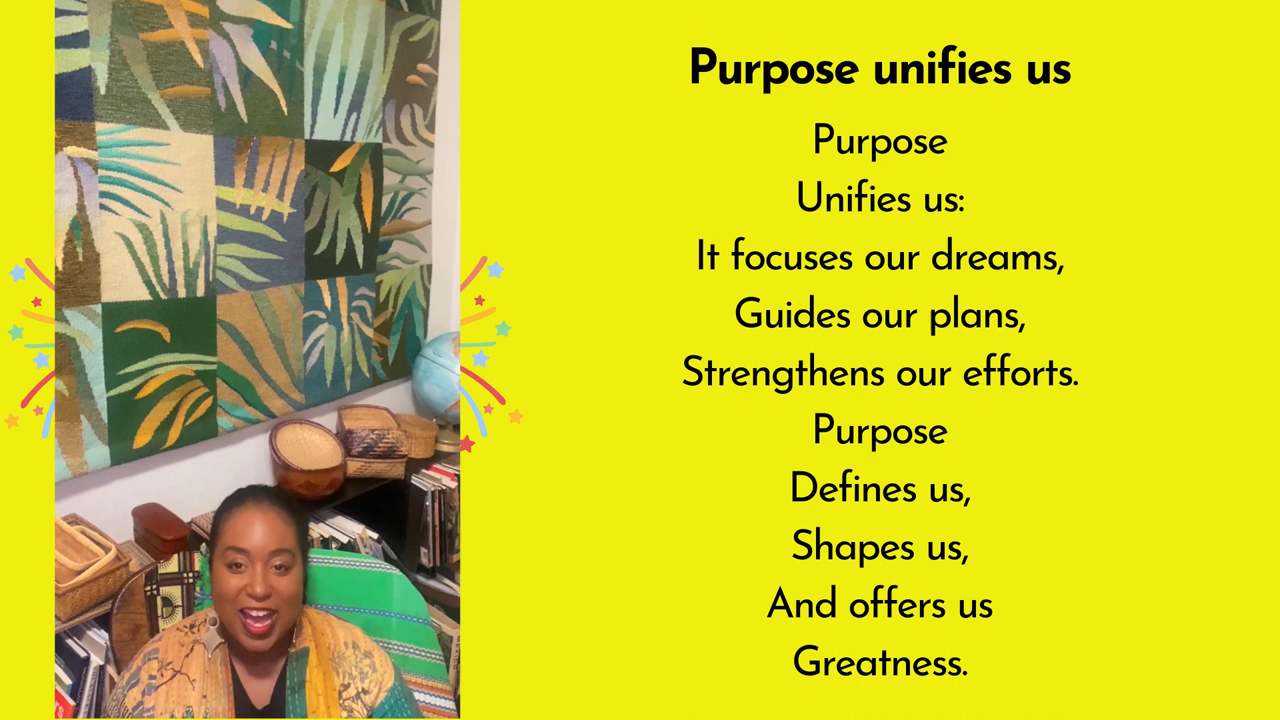 Purpose unifies us
Purpose
Unifies us:
It focuses our dreams,
Guides our plans,
Strengthens our efforts.
Purpose
Defines us,
Shapes us,
And offers us
Greatness.